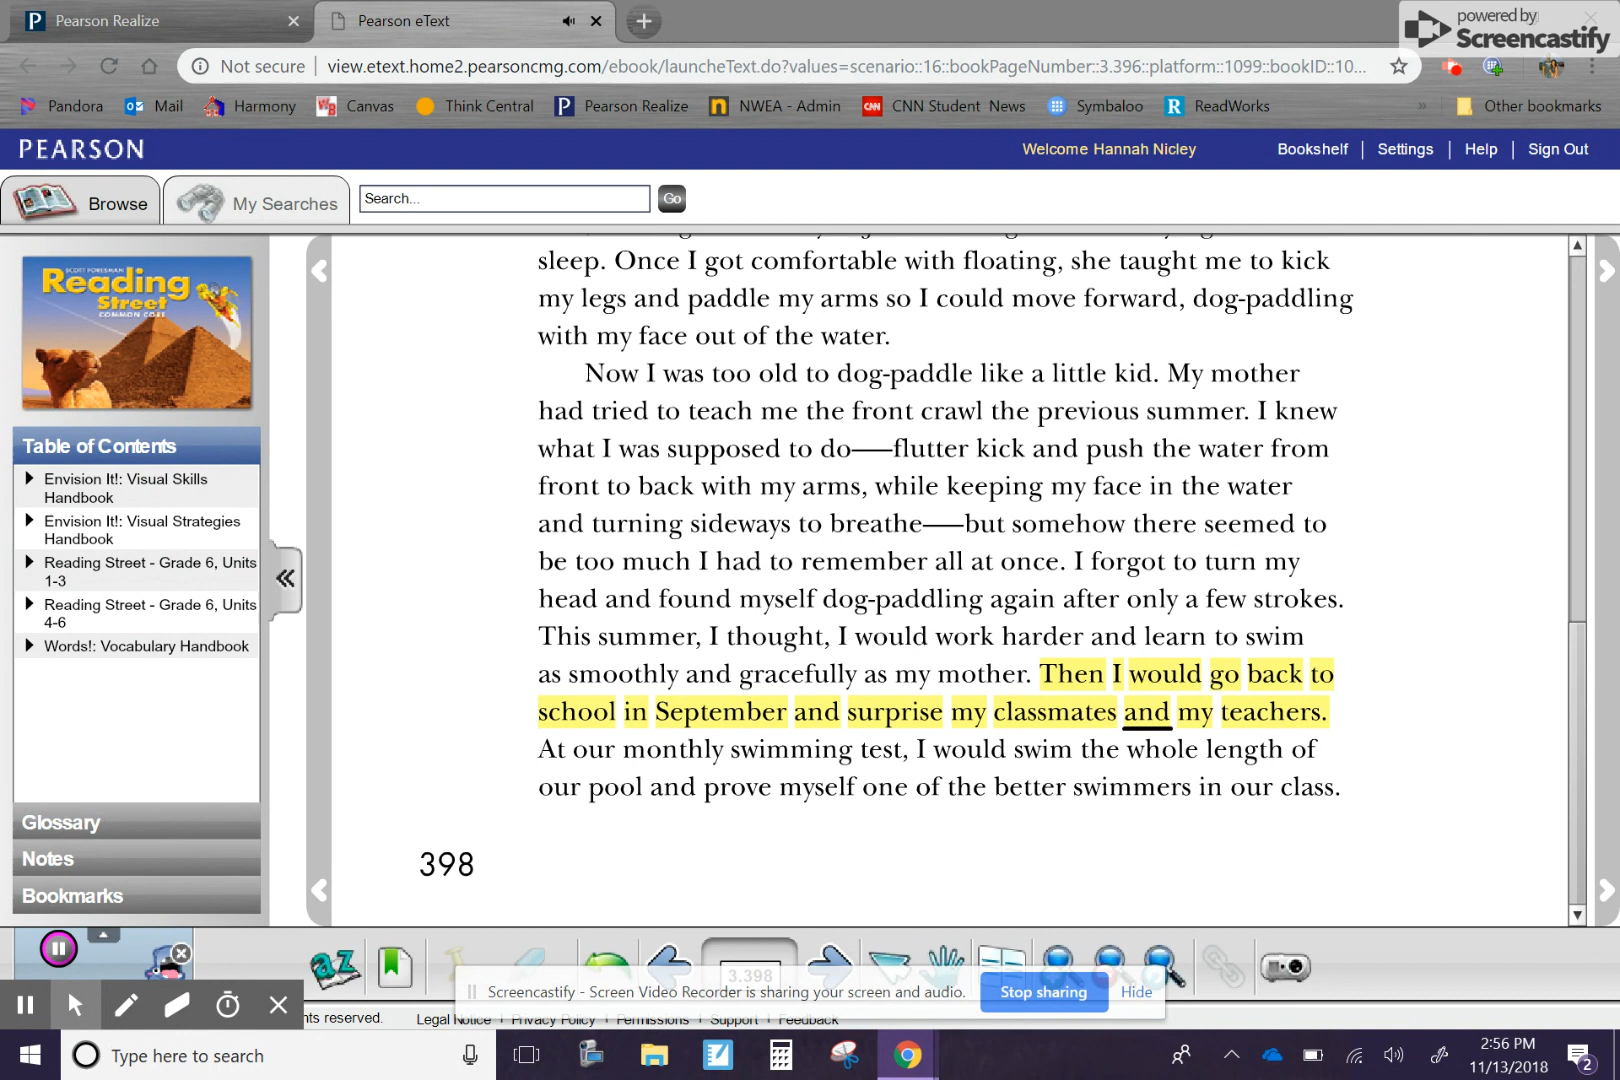 Pearson Realize
Pearson eText
powered by
Screencastify
Not secure
view.etext.home2.pearsoncmg.com/ebook/launcheText.do?values=scenario::16::bookPageNumber::3.396::platform::1099::bookID::10...
Pandora
Mail
Harmony
Canvas
Think Central
Pearson Realize
NWEA - Admin
CNN Student News
Symbaloo
ReadWorks
»
Other bookmarks
PEARSON
Welcome Hannah Nicley
Bookshelf | Settings | Help | Sign Out
Browse
My Searches
Search...
Go
SCOTT FORESMAN
Reading
Street
COMMON CORE
Table of Contents
Envision It!: Visual Skills
Handbook
Envision It!: Visual Strategies
Handbook
Reading Street - Grade 6, Units
1-3
Reading Street - Grade 6, Units
4-6
Words!: Vocabulary Handbook
Glossary
Notes
Bookmarks
sleep. Once I got comfortable with floating, she taught me to kick
my legs and paddle my arms so I could move forward, dog-paddling
with my face out of the water.
Now I was too old to dog-paddle like a little kid. My mother
had tried to teach me the front crawl the previous summer. I knew
what I was supposed to do—flutter kick and push the water from
front to back with my arms, while keeping my face in the water
and turning sideways to breathe—but somehow there seemed to
be too much I had to remember all at once. I forgot to turn my
head and found myself dog-paddling again after only a few strokes.
This summer, I thought, I would work harder and learn to swim
as smoothly and gracefully as my mother. Then I would go back to
school in September and surprise my classmates and my teachers.
At our monthly swimming test, I would swim the whole length of
our pool and prove myself one of the better swimmers in our class.
398
a z
3.398
Screencastify - Screen Video Recorder is sharing your screen and audio.
Stop sharing
Hide
nts reserved.
Legal Notice | Privacy Policy | Permissions | Support | Feedback
Type here to search
2:56 PM
11/13/2018
2